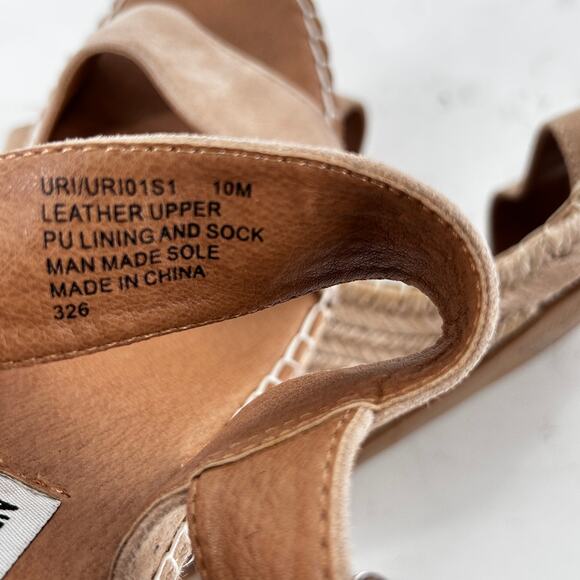 URI/URI01S1 10M
LEATHER UPPER
PU LINING AND SOCK
MAN MADE SOLE
MADE IN CHINA
326